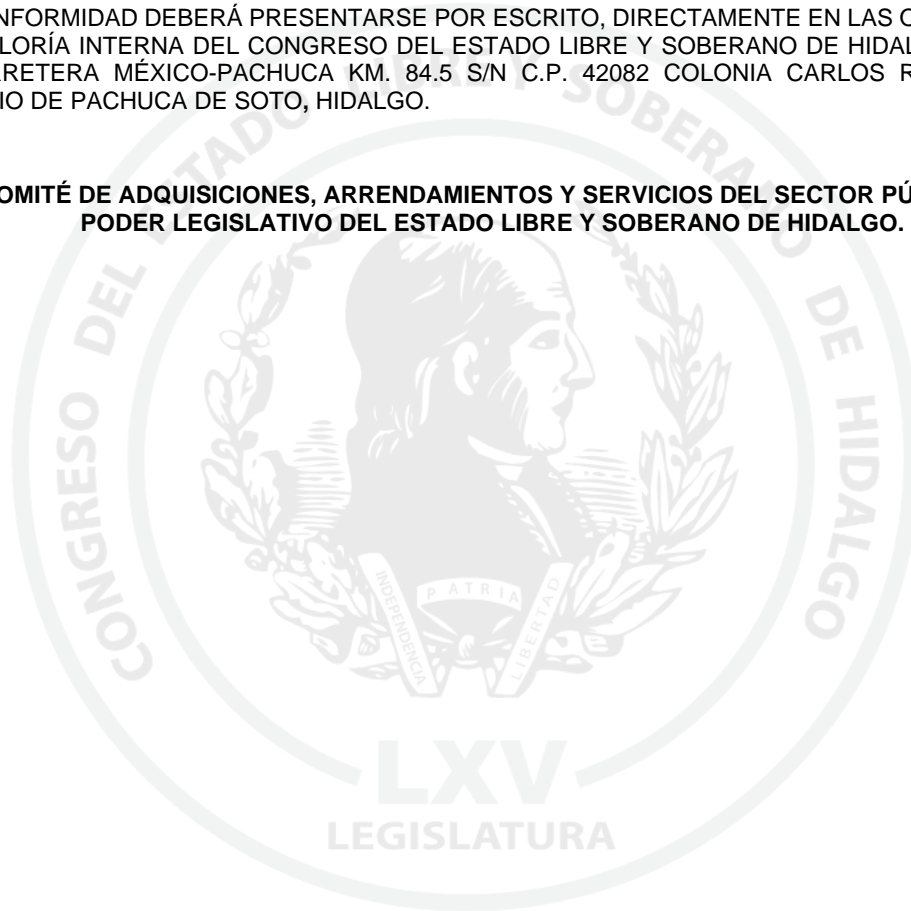 NFORMIDAD DEBERÁ PRESENTARSE POR ESCRITO, DIRECTAMENTE EN LAS
LORÍA INTERNA DEL CONGRESO DEL ESTADO LIBRE Y SOBERANO DE HIDAL
RRETERA MÉXICO-PACHUCA KM. 84.5 S/N C.P. 42082 COLONIA CARLOS R
IO DE PACHUCA DE SOTO, HIDALGO.
OMITÉ DE ADQUISICIONES, ARRENDAMIENTOS Y SERVICIOS DEL SECTOR PÚ
PODER LEGISLATIVO DEL ESTADO LIBRE Y SOBERANO DE HIDALGO.
CONGRESO DEL ESTADO LIBRE Y SOBERANO DE HIDALGO
INDEPENDENCIA
PATRIA
LIBERTAD
LXV
LEGISLATURA